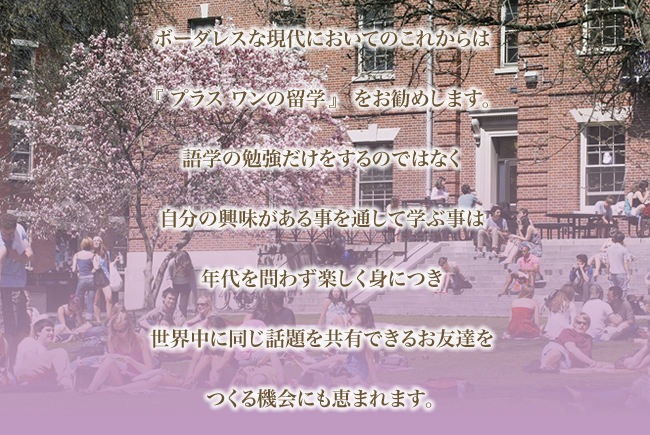 ボーダレスな現代においてのこれからは
『 プラス ワンの留学 』 をお勧めします。
語学の勉強だけをするのではなく
自分の興味がある事を通して学ぶ事は
年代を問わず楽しく身につき
世界中に同じ話題を共有できるお友達を
つくる機会にも恵まれます。